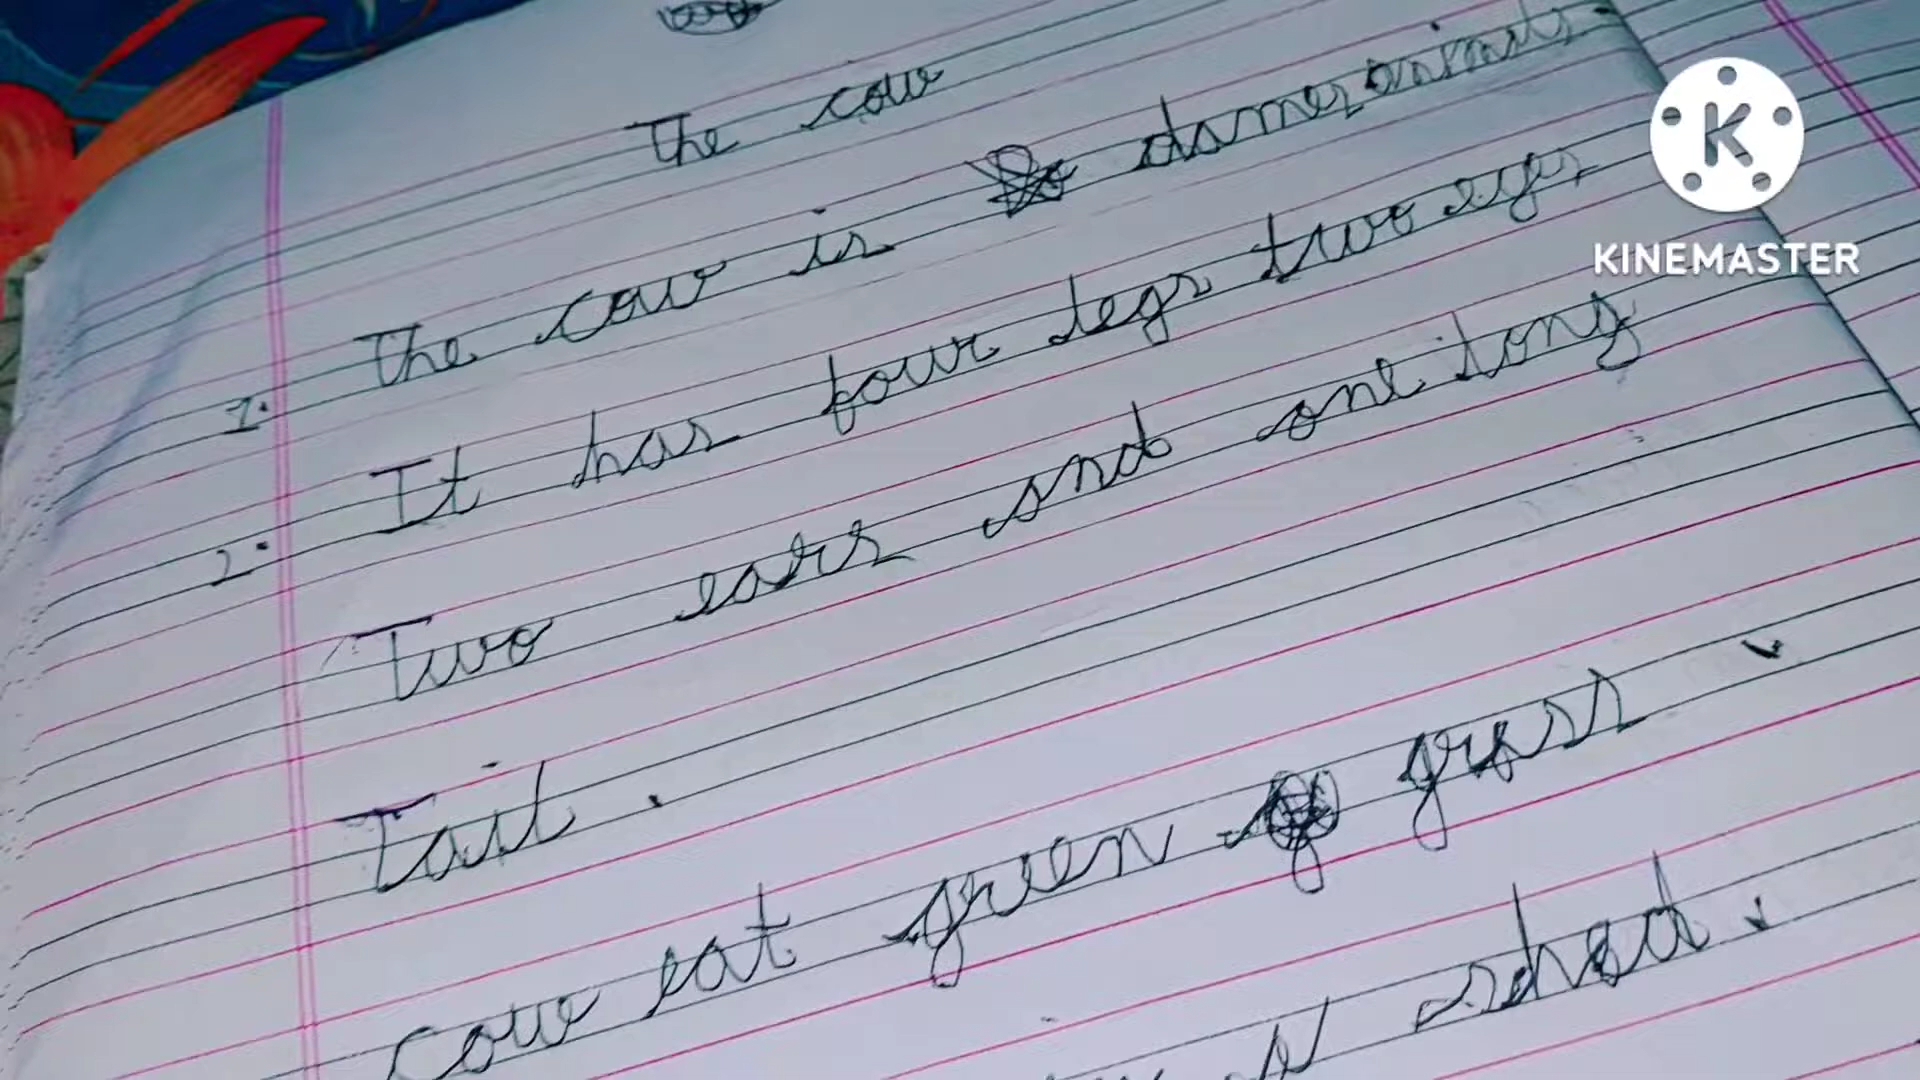 The cow
1. The cow is damer animals.
2. It has four legs two eyes
Two ears and one long
Tail.
Cow eat green grass.
shed.
KINEMASTER